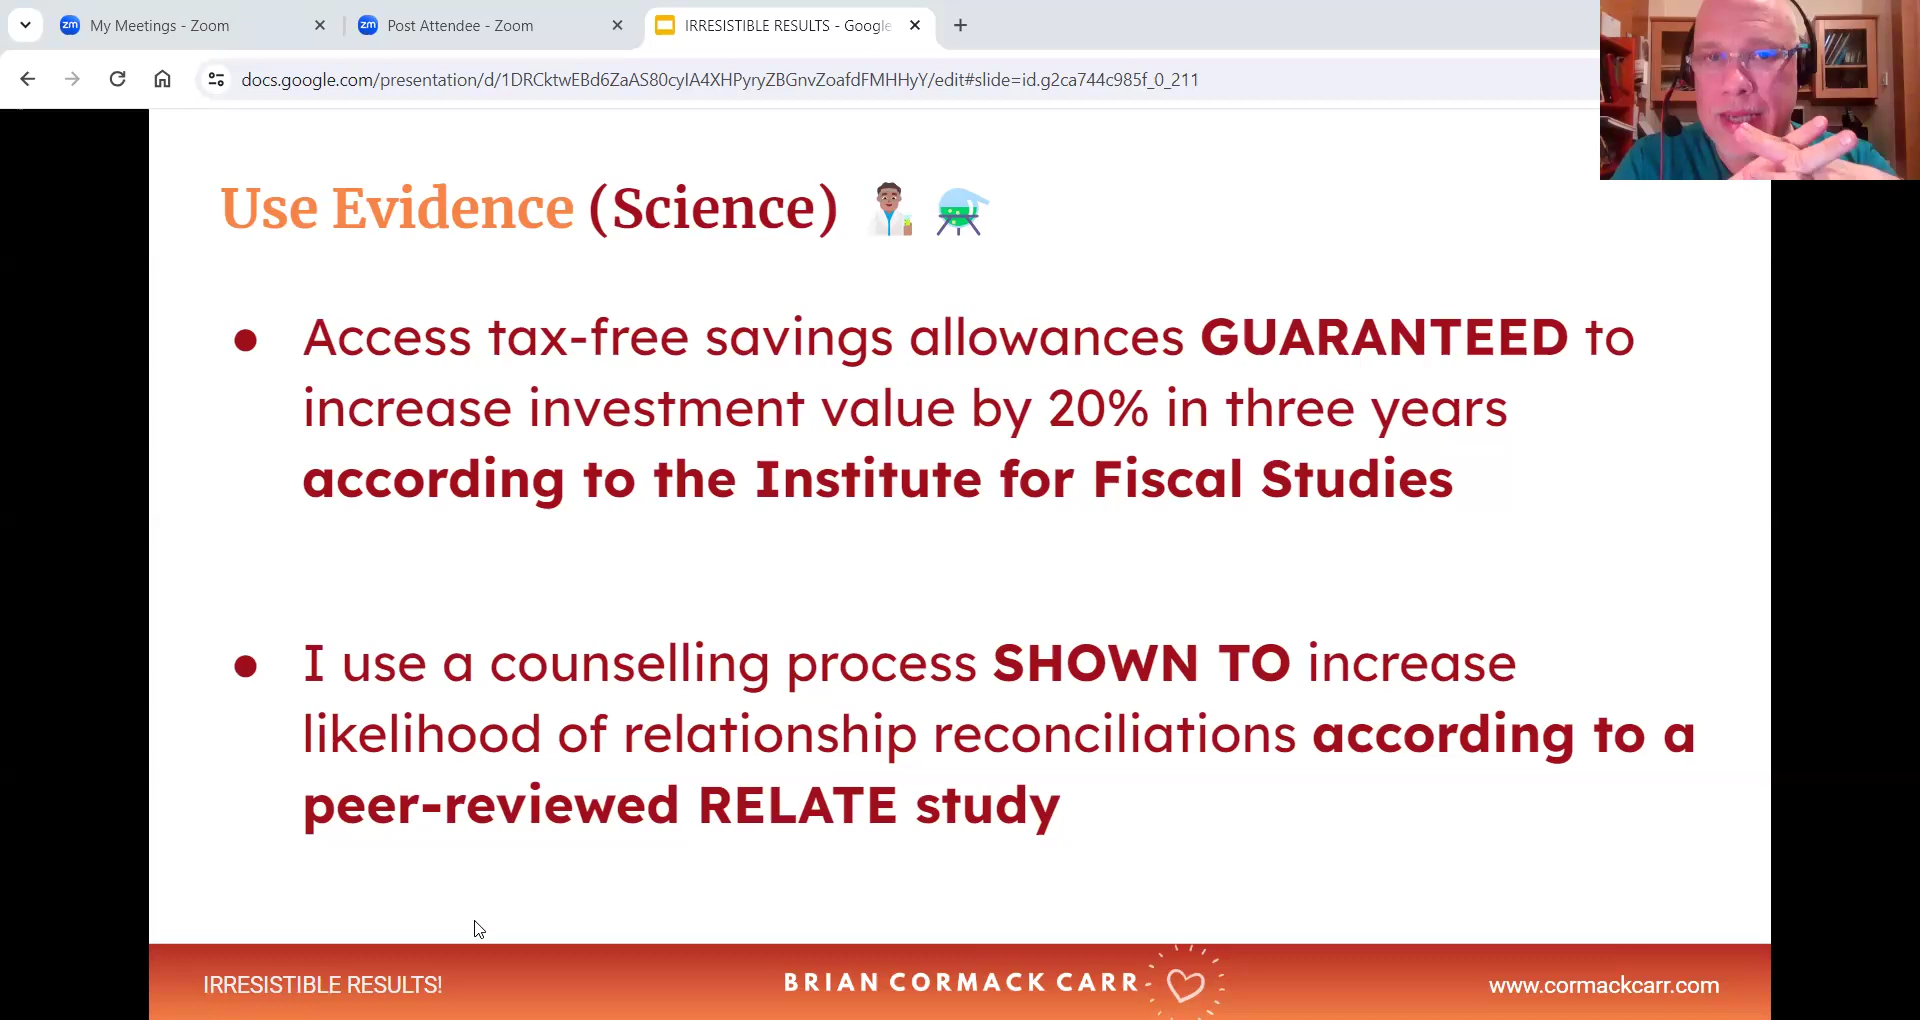 My Meetings - Zoom
Post Attendee - Zoom
IRRESISTIBLE RESULTS - Google
docs.google.com/presentation/d/1DRCktwEBd6ZaAS80cyIA4XHPyryZBGnvZoafdFMHHyY/edit#slide=id.g2ca744c985f_0_211
Use Evidence (Science)
● Access tax-free savings allowances GUARANTEED to
increase investment value by 20% in three years
according to the Institute for Fiscal Studies
● I use a counselling process SHOWN TO increase
likelihood of relationship reconciliations according to a
peer-reviewed RELATE study
IRRESISTIBLE RESULTS!
BRIAN CORMACK CARR
www.cormackcarr.com